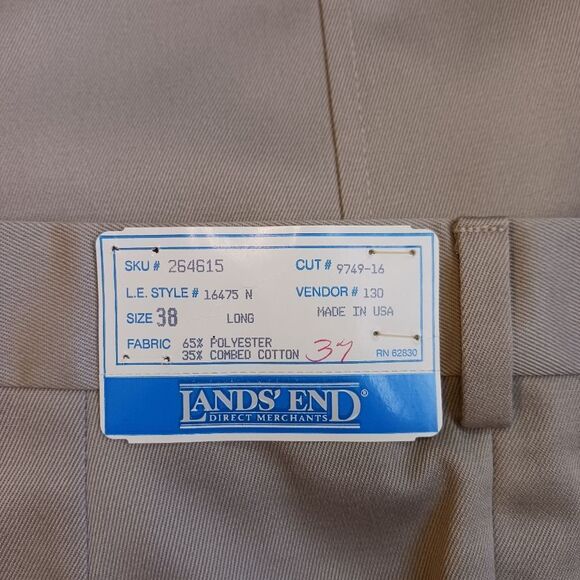 SKU # 264615 CUT # 9749-16
L.E. STYLE # 16475 N VENDOR # 130
SIZE 38 LONG MADE IN USA
FABRIC 65% POLYESTER
35% COMBED COTTON 34 RN 62830
LANDS' END®
DIRECT MERCHANTS